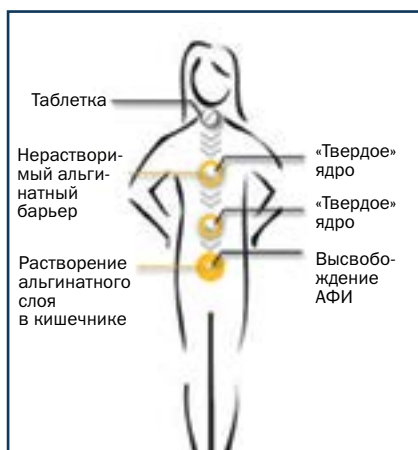 Таблетка
Нераствори-
мый альги-
натный
барьер
Растворение
альгинатного
слоя
в кишечнике
«Твердое»
ядро
«Твердое»
ядро
Высвобо-
ждение
АФИ